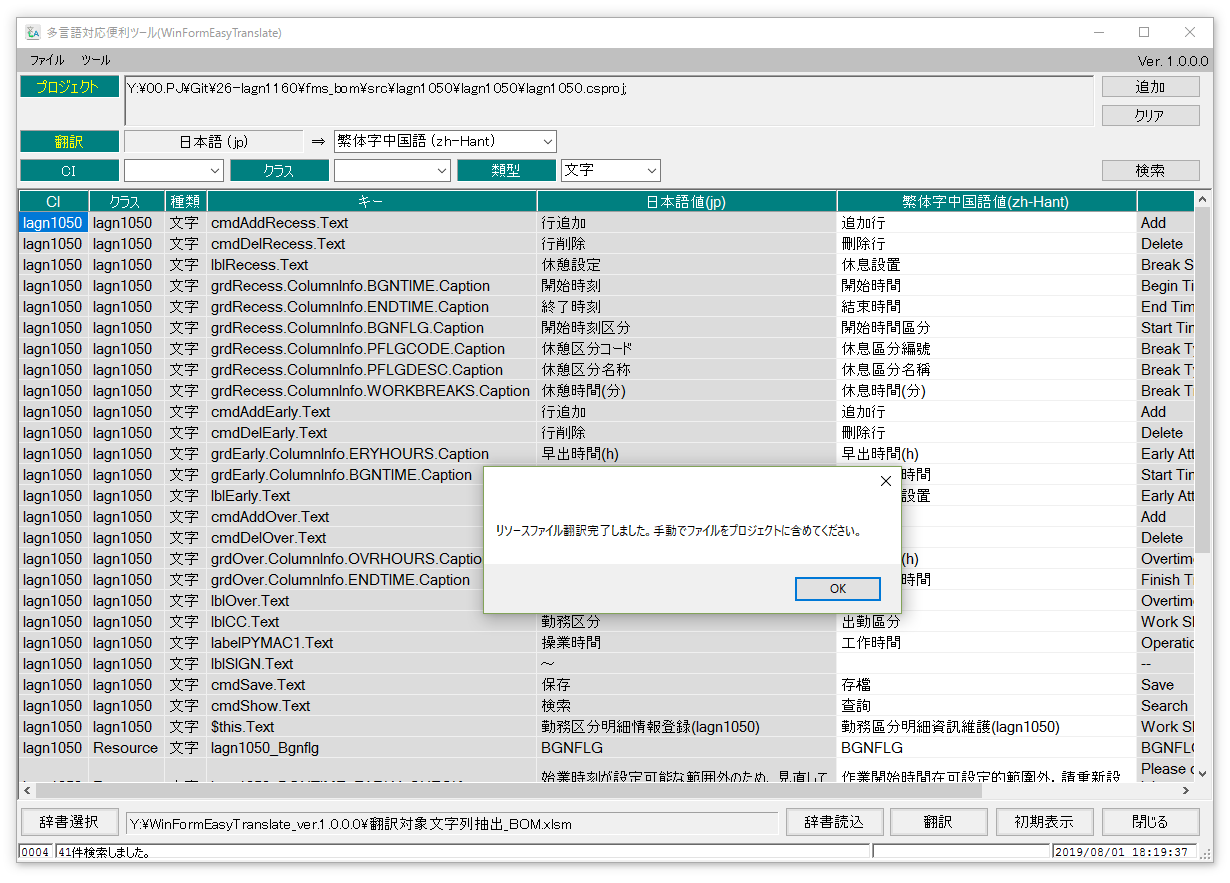 多言語対応便利ツール(WinFormEasyTranslate)
ファイル ツール Ver. 1.0.0.0
プロジェクト Y:¥00.PJ¥Git¥26-lagn1160¥fms_bom¥src¥lagn1050¥lagn1050¥lagn1050.csproj; 追加
クリア
翻訳 日本語 (jp) ⇒ 繁体字中国語 (zh-Hant)
CI クラス 類型 文字 検索
CI クラス 種類 キー 日本語値(jp) 繁体字中国語値(zh-Hant)
lagn1050 lagn1050 文字 cmdAddRecess.Text 行追加 追加行 Add
lagn1050 lagn1050 文字 cmdDelRecess.Text 行削除 刪除行 Delete
lagn1050 lagn1050 文字 lblRecess.Text 休憩設定 休息設置 Break S
lagn1050 lagn1050 文字 grdRecess.ColumnInfo.BGNTIME.Caption 開始時刻 開始時間 Begin Ti
lagn1050 lagn1050 文字 grdRecess.ColumnInfo.ENDTIME.Caption 終了時刻 結束時間 End Tim
lagn1050 lagn1050 文字 grdRecess.ColumnInfo.BGNFLG.Caption 開始時刻区分 開始時間區分 Start Tin
lagn1050 lagn1050 文字 grdRecess.ColumnInfo.PFLGCODE.Caption 休憩区分コード 休息區分編號 Break Ty
lagn1050 lagn1050 文字 grdRecess.ColumnInfo.PFLGDESC.Caption 休憩区分名称 休息區分名稱 Break Ty
lagn1050 lagn1050 文字 grdRecess.ColumnInfo.WORKBREAKS.Caption 休憩時間(分) 休息時間(分) Break Ti
lagn1050 lagn1050 文字 cmdAddEarly.Text 行追加 追加行 Add
lagn1050 lagn1050 文字 cmdDelEarly.Text 行削除 刪除行 Delete
lagn1050 lagn1050 文字 grdEarly.ColumnInfo.ERYHOURS.Caption 早出時間(h) 早出時間(h) Early Att
lagn1050 lagn1050 文字 grdEarly.ColumnInfo.BGNTIME.Caption 時間 Start Tin
lagn1050 lagn1050 文字 lblEarly.Text 設置 Early Att
lagn1050 lagn1050 文字 cmdAddOver.Text Add
lagn1050 lagn1050 文字 cmdDelOver.Text Delete
lagn1050 lagn1050 文字 grdOver.ColumnInfo.OVRHOURS.Captio (h) Overtime
lagn1050 lagn1050 文字 grdOver.ColumnInfo.ENDTIME.Caption 時間 Finish T
lagn1050 lagn1050 文字 lblOver.Text Overtime
リソースファイル翻訳完了しました。手動でファイルをプロジェクトに含めてください。
OK
lagn1050 lagn1050 文字 lblCC.Text 勤務区分 出勤區分 Work Sh
lagn1050 lagn1050 文字 labelPYMAC1.Text 操業時間 工作時間 Operatio
lagn1050 lagn1050 文字 lblSIGN.Text ～ --
lagn1050 lagn1050 文字 cmdSave.Text 保存 存檔 Save
lagn1050 lagn1050 文字 cmdShow.Text 検索 查詢 Search
lagn1050 lagn1050 文字 $this.Text 勤務区分明細情報登録(lagn1050) 勤務區分明細資訊維護(lagn1050) Work Sh
lagn1050 Resource 文字 lagn1050_Bgnflg BGNFLG BGNFLG BGNFLG
始業時刻が設定可能な範囲外のため、見直して 作業開始時間在可設定的範圍外，請重新設 Please c
辞書選択 Y:¥WinFormEasyTranslate_ver.1.0.0.0¥翻訳対象文字列抽出_BOM.xlsm 辞書読込 翻訳 初期表示 閉じる
0004 41件検索しました。 2019/08/01 18:19:37